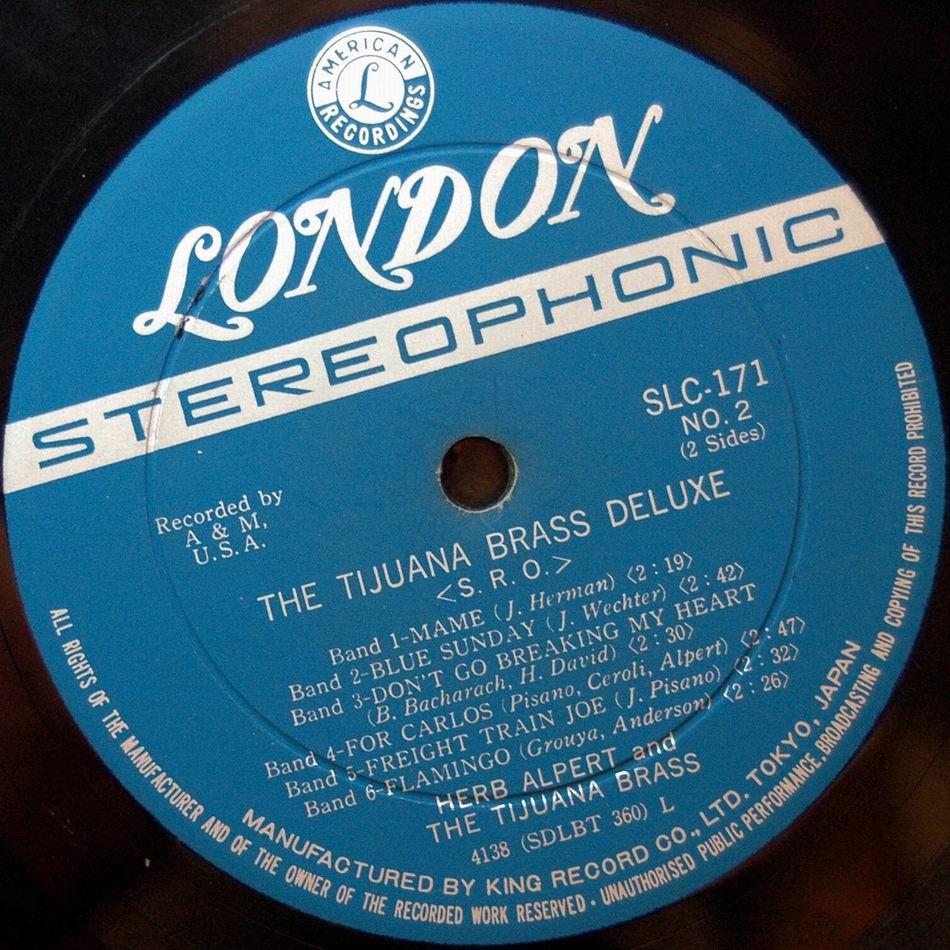 AMERICAN
L
RECORDINGS
LONDON
STEREOPHONIC
SLC-171
NO. 2
(2 Sides)
Recorded by
A & M,
U.S.A.
THE TIJUANA BRASS DELUXE
<S. R. O.>
Band 1-MAME (J. Herman) 〈2:19〉
Band 2-BLUE SUNDAY (J. Wechter) 〈2:42〉
Band 3-DON'T GO BREAKING MY HEART
(B. Bacharach, H. David) 〈2:30〉
Band 4-FOR CARLOS (Pisano, Ceroli, Alpert) 〈2:47〉
Band 5-FREIGHT TRAIN JOE (J. Pisano) 〈2:32〉
Band 6-FLAMINGO (Grouya, Anderson) 〈2:26〉
HERB ALPERT and
THE TIJUANA BRASS
4138 (SDLBT 360) L
MANUFACTURED BY KING RECORD CO., LTD. TOKYO, JAPAN
ALL RIGHTS OF THE MANUFACTURER AND OF THE OWNER OF THE RECORDED WORK RESERVED · UNAUTHORISED PUBLIC PERFORMANCE, BROADCASTING AND COPYING OF THIS RECORD PROHIBITED